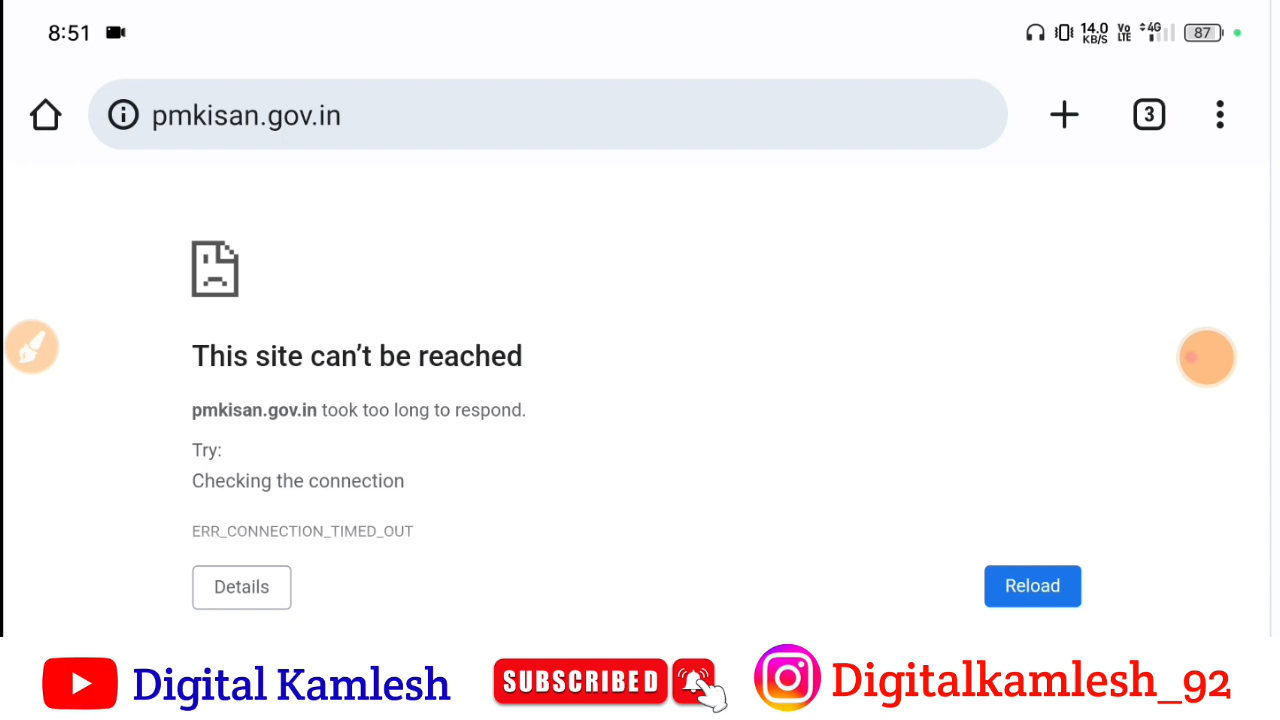 8:51 14.0 KB/S Vo LTE 4G 87
pmkisan.gov.in 3
This site can’t be reached
pmkisan.gov.in took too long to respond.
Try:
Checking the connection
ERR_CONNECTION_TIMED_OUT
Details Reload
Digital Kamlesh SUBSCRIBED Digitalkamlesh_92